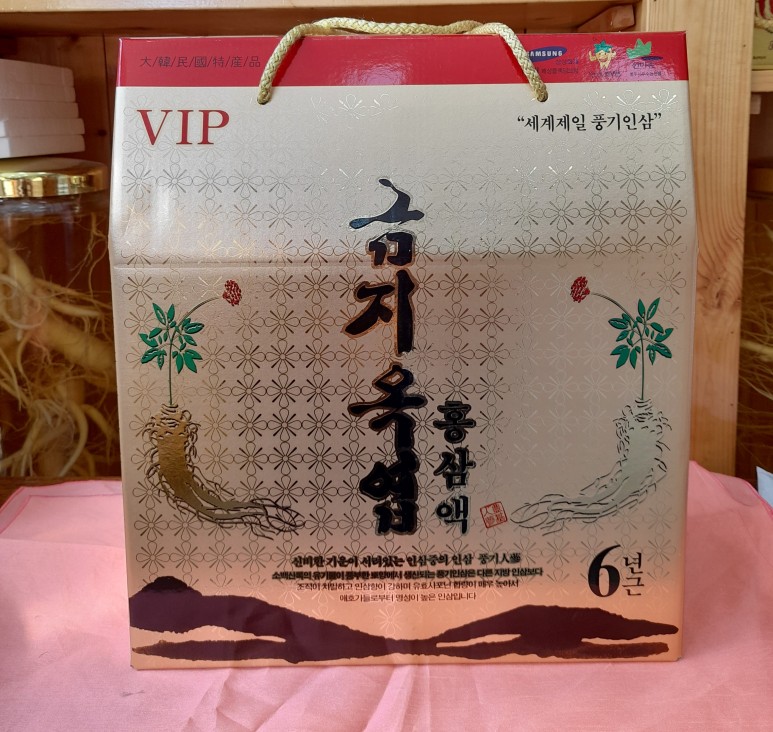 大/韓/民/國/特/産/品
SAMSUNG
VIP
“세계제일 풍기인삼”
금지옥엽
홍삼액
신비한 기운이 서려있는 인삼중의 인삼 풍기人蔘
소백산록의 유기물이 풍부한 토양에서 생산되는 풍기인삼은 다른 지방 인삼보다
조직이 치밀하고 인삼향이 강하며 유효사포닌 함량이 매우 높아서
애호가들로부터 명성이 높은 인삼입니다
6년근